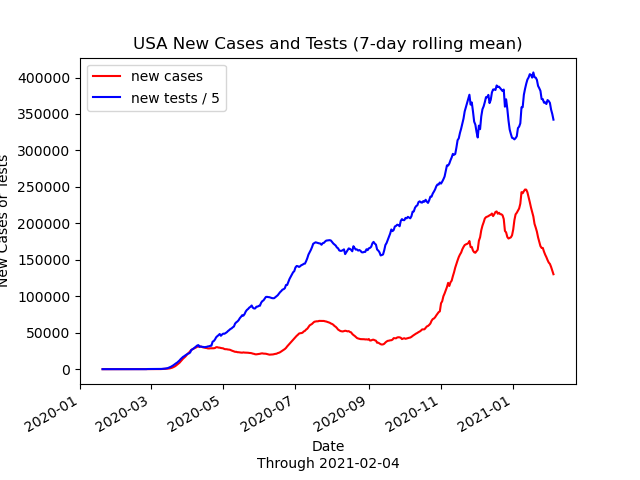 USA New Cases and Tests (7-day rolling mean)
new cases
new tests / 5
400000
350000
300000
250000
200000
150000
100000
50000
0
New Cases or Tests
2020-01
2020-03
2020-05
2020-07
2020-09
2020-11
2021-01
Date
Through 2021-02-04